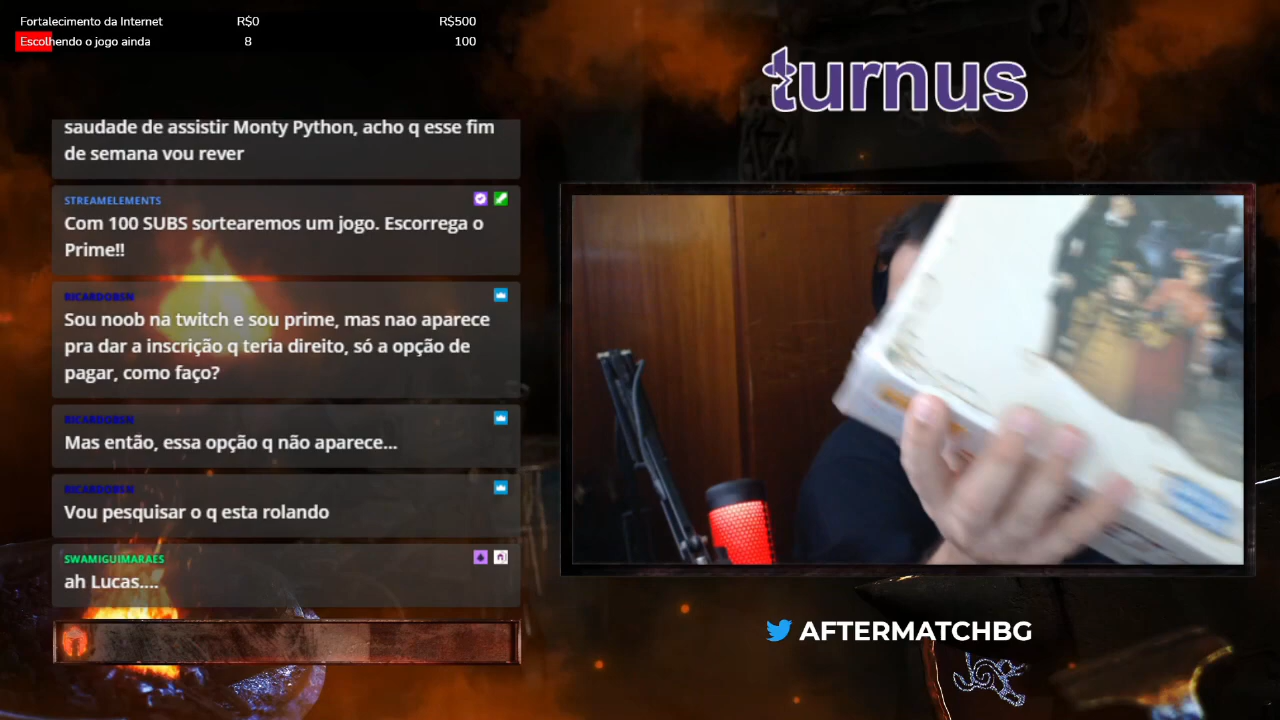 Fortalecimento da Internet R$0 R$500
Escolhendo o jogo ainda 8 100
turnus
saudade de assistir Monty Python, acho q esse fim
de semana vou rever
STREAMELEMENTS
Com 100 SUBS sortearemos um jogo. Escorrega o
Prime!!
RICARDOBSN
Sou noob na twitch e sou prime, mas nao aparece
pra dar a inscrição q teria direito, só a opção de
pagar, como faço?
RICARDOBSN
Mas então, essa opção q não aparece...
RICARDOBSN
Vou pesquisar o q esta rolando
SWAMIGUIMARAES
ah Lucas....
AFTERMATCHBG